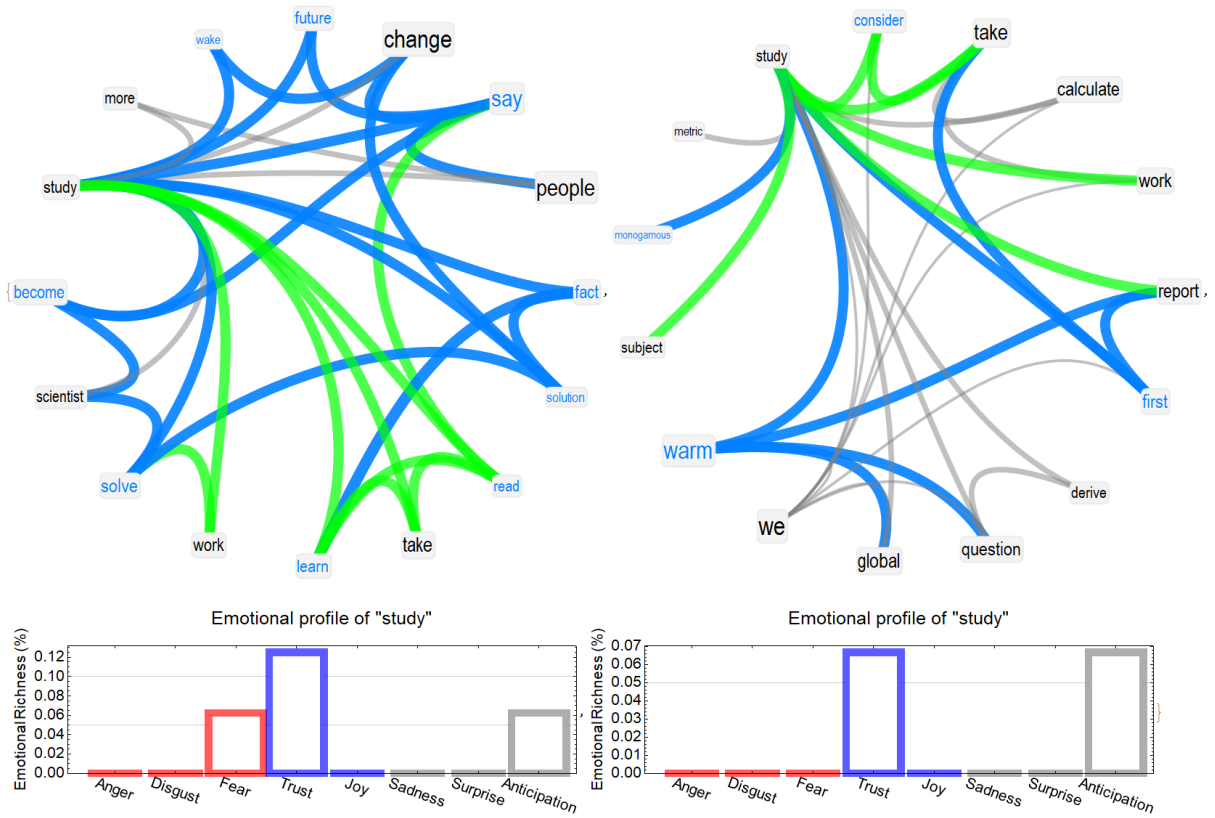 future
wake
change
more
say
study
people
{
become
fact
,
scientist
solution
solve
read
work
take
learn
consider
take
study
calculate
metric
work
monogamous
report
,
subject
first
warm
derive
we
question
global
Emotional profile of "study"
Emotional Richness (%)
0.12
0.10
0.08
0.06
0.04
0.02
0.00
Anger
Disgust
Fear
Trust
Joy
Sadness
Surprise
Anticipation
,
Emotional profile of "study"
Emotional Richness (%)
0.07
0.06
0.05
0.04
0.03
0.02
0.01
0.00
Anger
Disgust
Fear
Trust
Joy
Sadness
Surprise
Anticipation
}